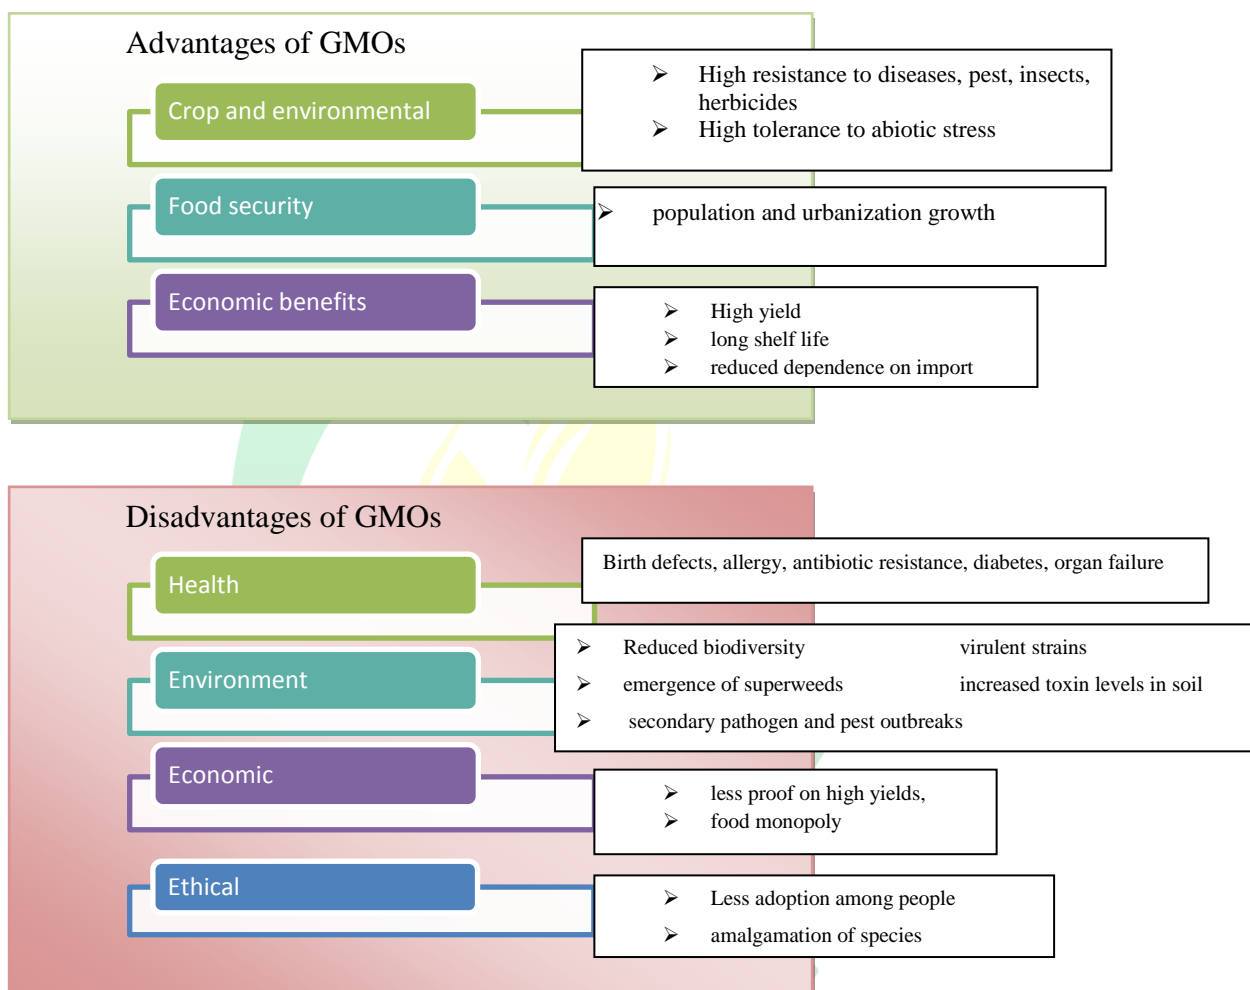 Advantages of GMOs
Crop and environmental
➢ High resistance to diseases, pest, insects,
herbicides
➢ High tolerance to abiotic stress
Food security
➢ population and urbanization growth
Economic benefits
➢ High yield
➢ long shelf life
➢ reduced dependence on import
Disadvantages of GMOs
Health
Birth defects, allergy, antibiotic resistance, diabetes, organ failure
Environment
➢ Reduced biodiversity virulent strains
➢ emergence of superweeds increased toxin levels in soil
➢ secondary pathogen and pest outbreaks
Economic
➢ less proof on high yields,
➢ food monopoly
Ethical
➢ Less adoption among people
➢ amalgamation of species